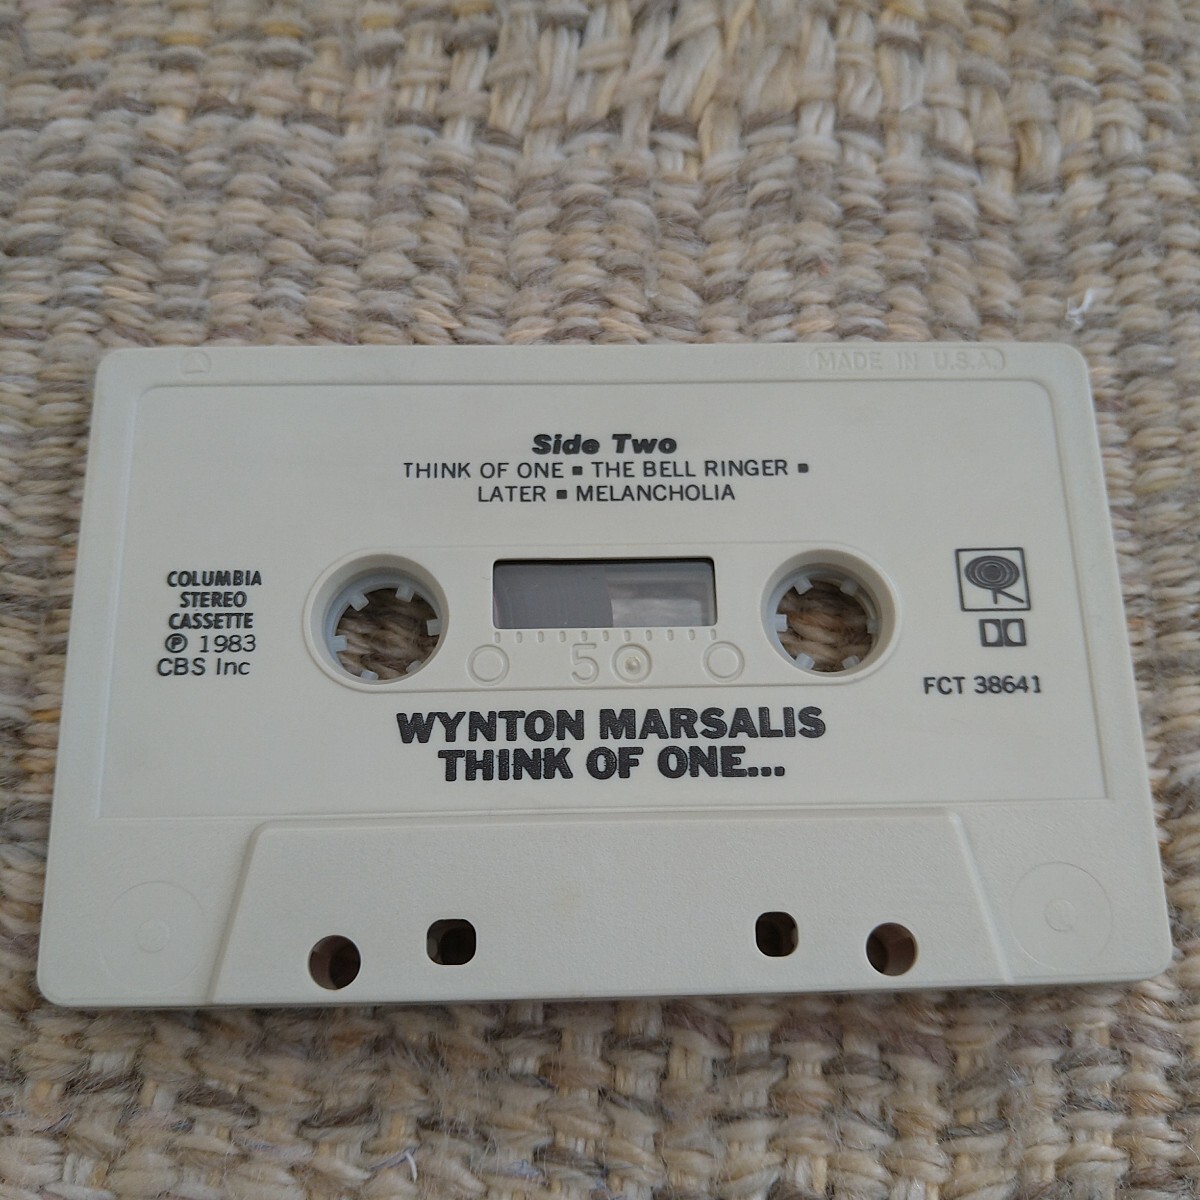 MADE IN U.S.A.
Side Two
THINK OF ONE ▪ THE BELL RINGER ▪
LATER ▪ MELANCHOLIA
COLUMBIA
STEREO
CASSETTE
℗ 1983
CBS Inc
5
FCT 38641
WYNTON MARSALIS
THINK OF ONE...